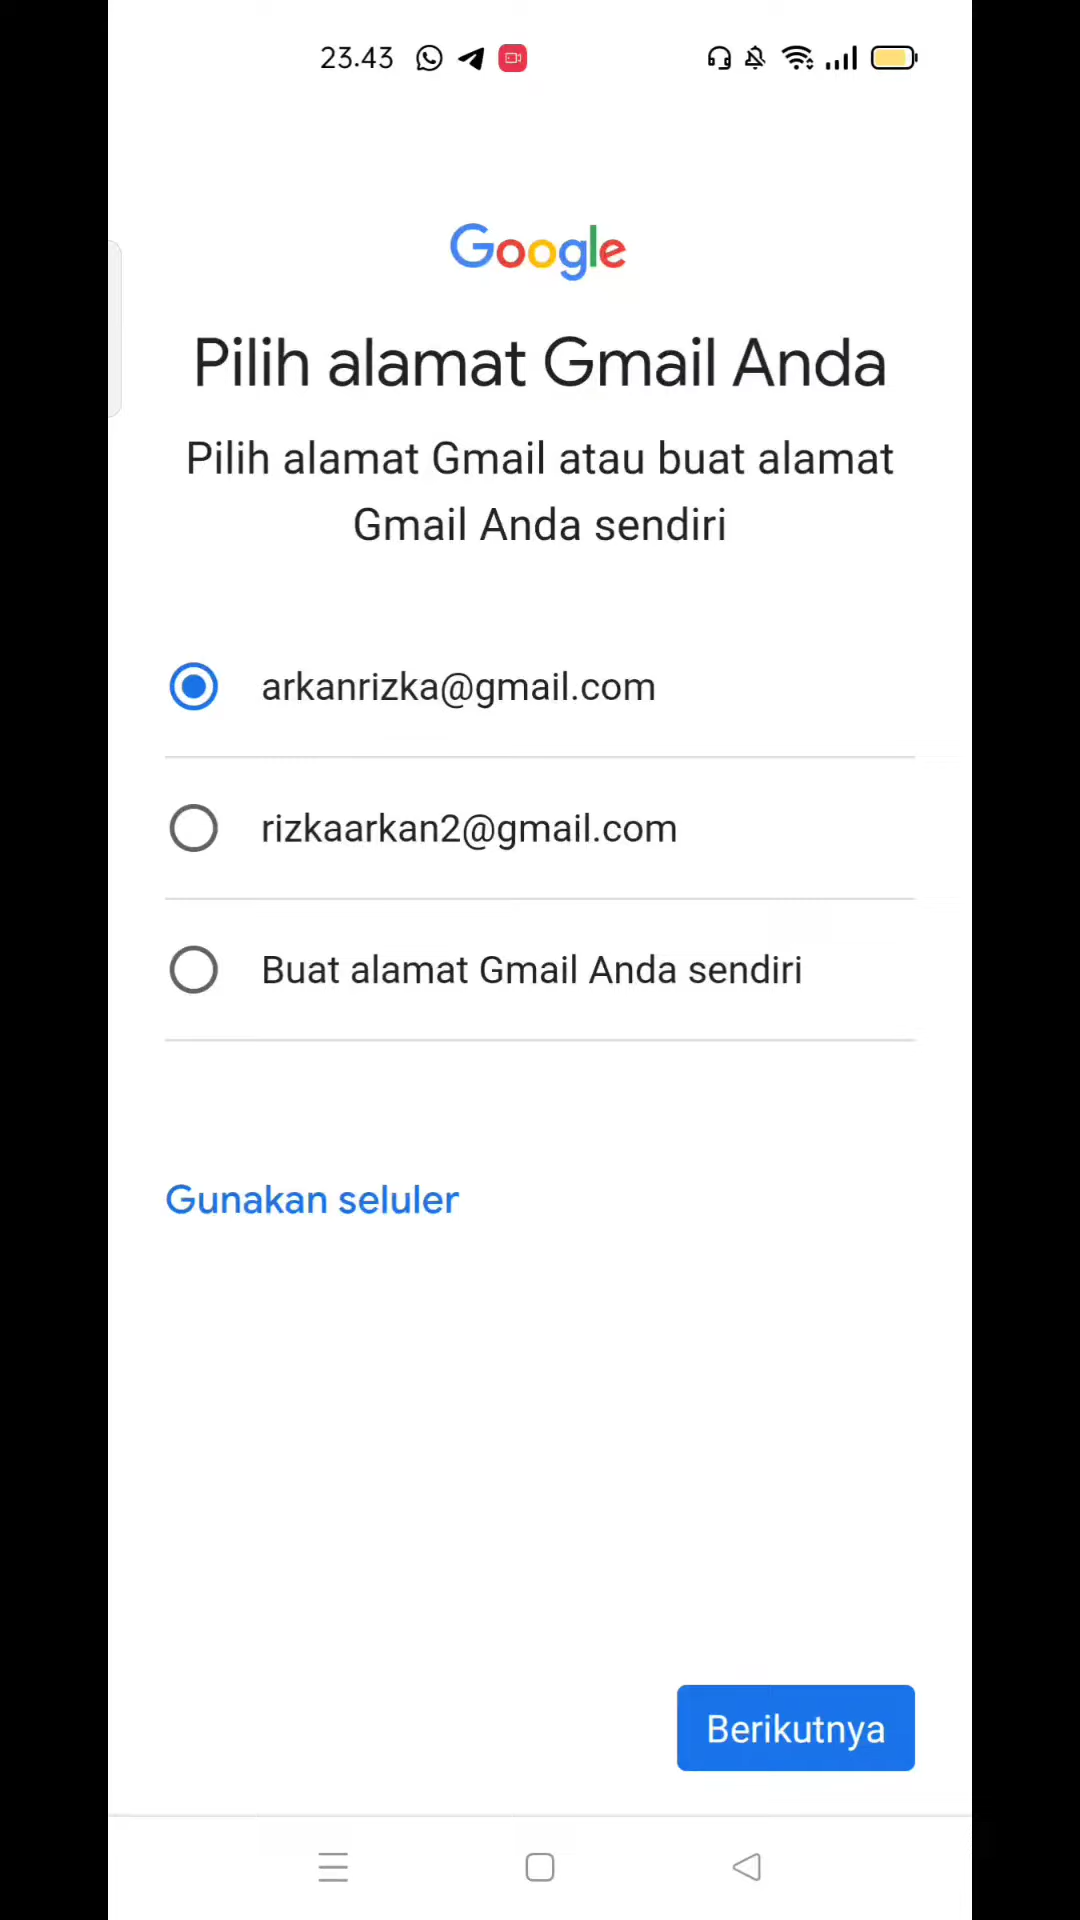 23.43
Google
Pilih alamat Gmail Anda
Pilih alamat Gmail atau buat alamat
Gmail Anda sendiri
arkanrizka@gmail.com
rizkaarkan2@gmail.com
Buat alamat Gmail Anda sendiri
Gunakan seluler
Berikutnya